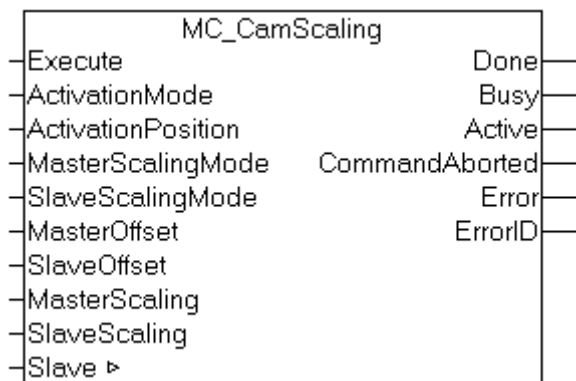 MC_CamScaling
Execute Done
ActivationMode Busy
ActivationPosition Active
MasterScalingMode CommandAborted
SlaveScalingMode Error
MasterOffset ErrorID
SlaveOffset
MasterScaling
SlaveScaling
Slave ▷